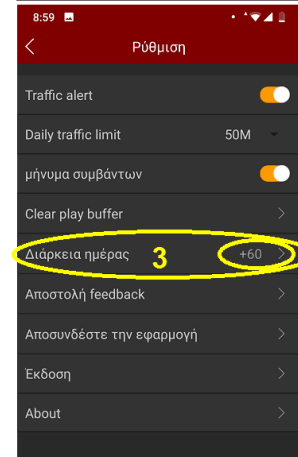 8:59
Ρύθμιση
Traffic alert
Daily traffic limit 50M
μήνυμα συμβάντων
Clear play buffer
Διάρκεια ημέρας 3 +60
Αποστολή feedback
Αποσυνδέστε την εφαρμογή
Έκδοση
About